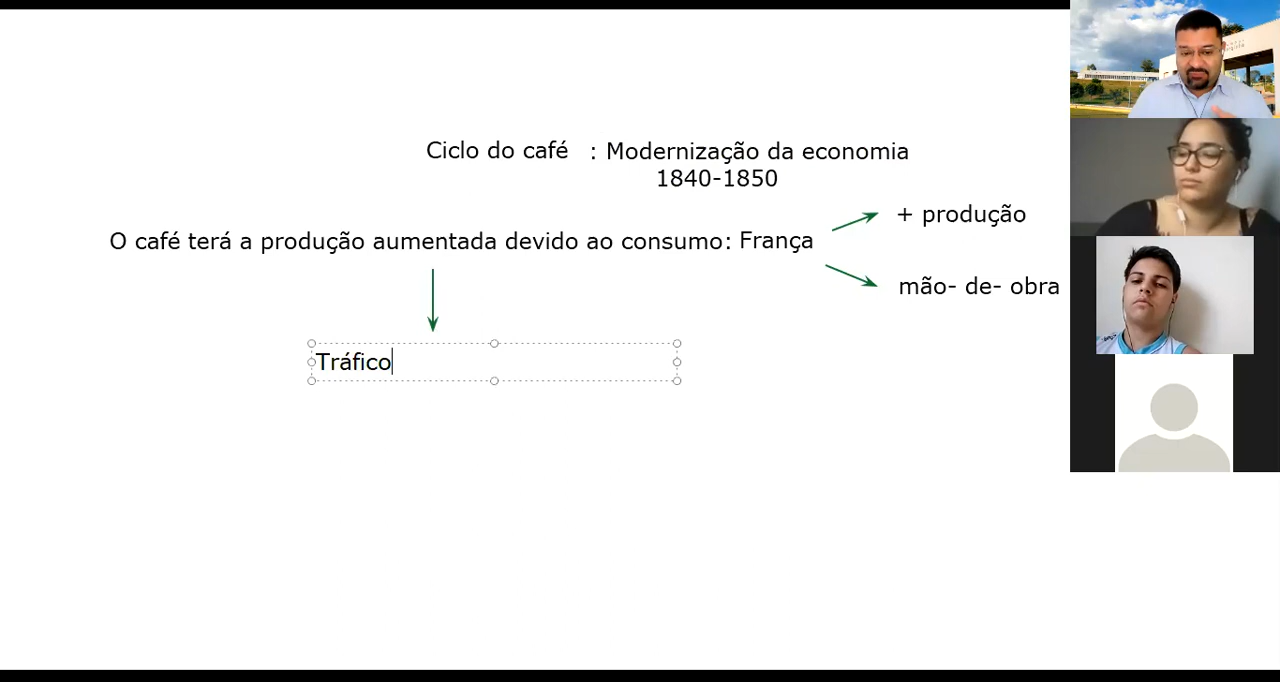 Ciclo do café : Modernização da economia
1840-1850
+ produção
O café terá a produção aumentada devido ao consumo: França
mão- de- obra
Tráfico